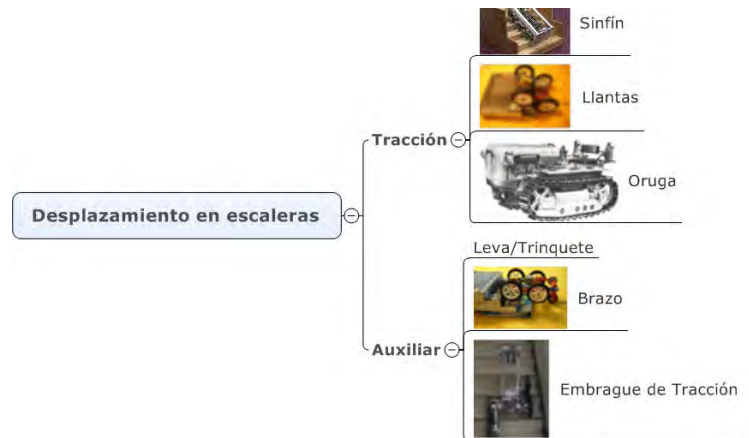 Sinfín
Llantas
Tracción
Oruga
Desplazamiento en escaleras
Leva/Trinquete
Brazo
Auxiliar
Embrague de Tracción